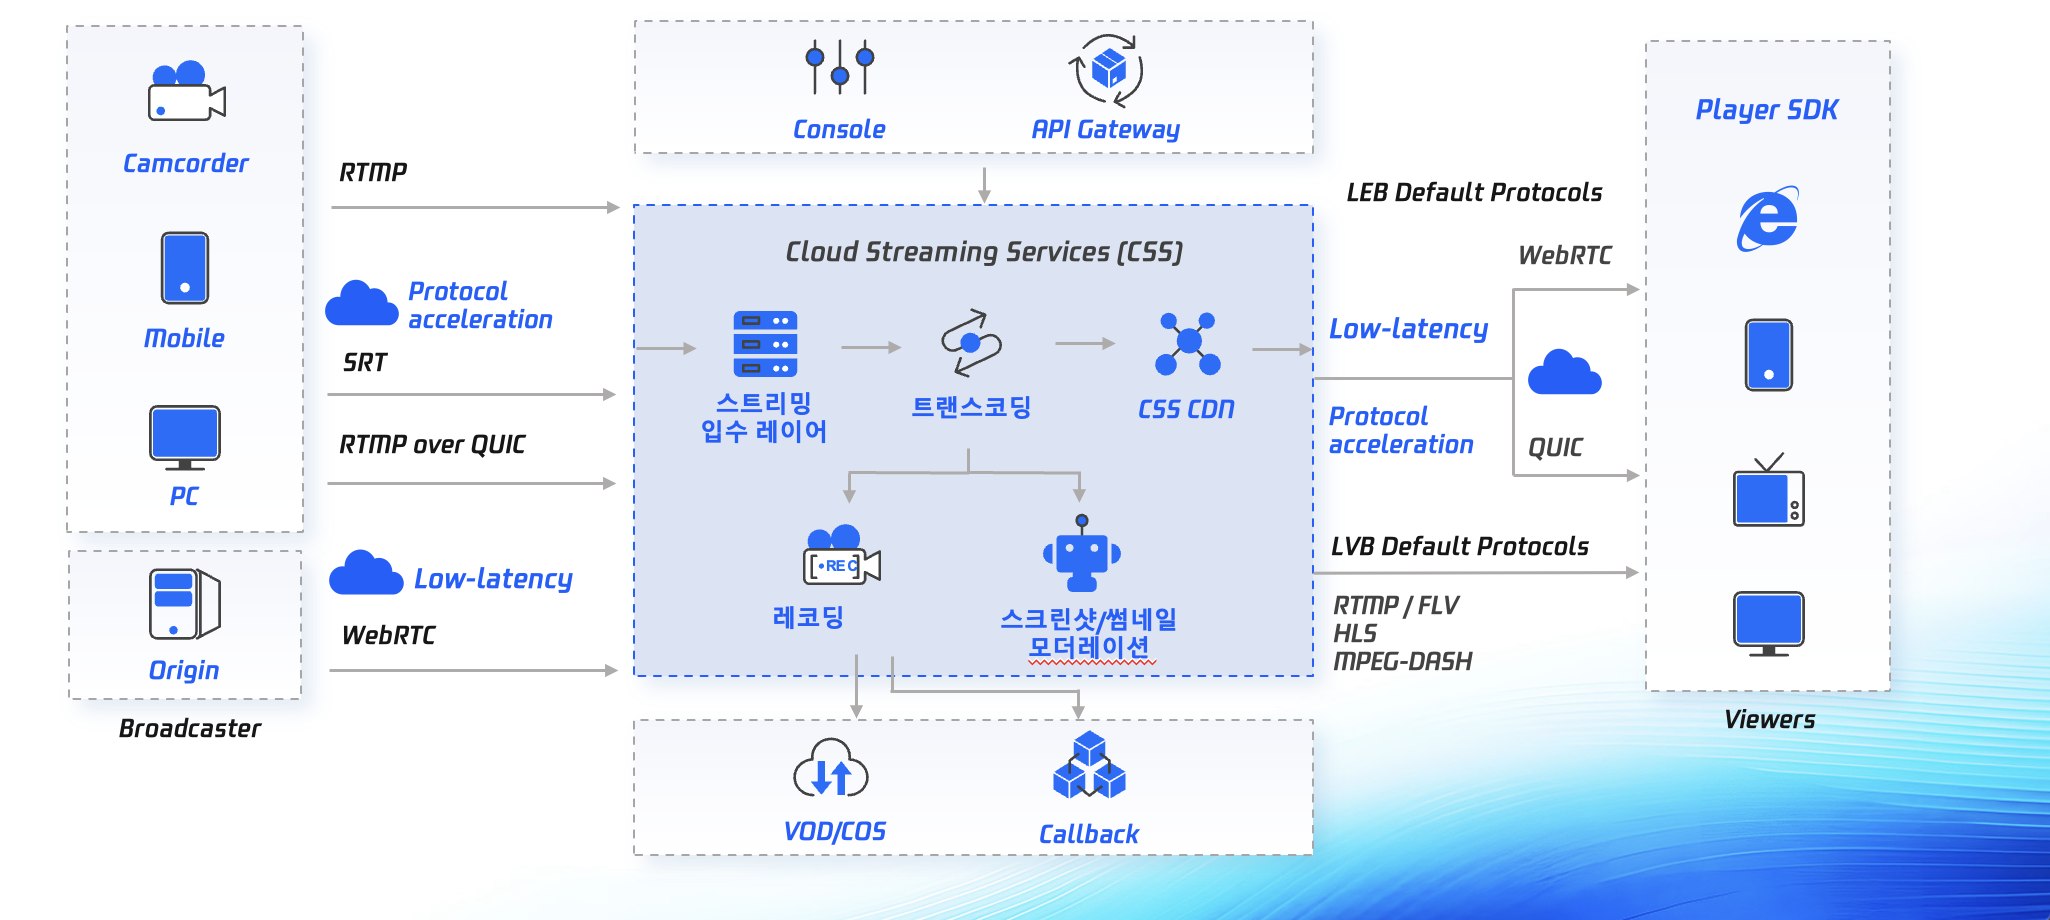 Camcorder
Mobile
PC
Origin
Broadcaster
RTMP
Protocol
acceleration
SRT
RTMP over QUIC
Low-latency
WebRTC
Console
API Gateway
Cloud Streaming Services (CSS)
스트리밍
입수 레이어
트랜스코딩
CSS CDN
REC
레코딩
스크린샷/썸네일
모더레이션
VOD/COS
Callback
LEB Default Protocols
WebRTC
Low-latency
Protocol
acceleration
QUIC
LVB Default Protocols
RTMP / FLV
HLS
MPEG-DASH
Player SDK
Viewers